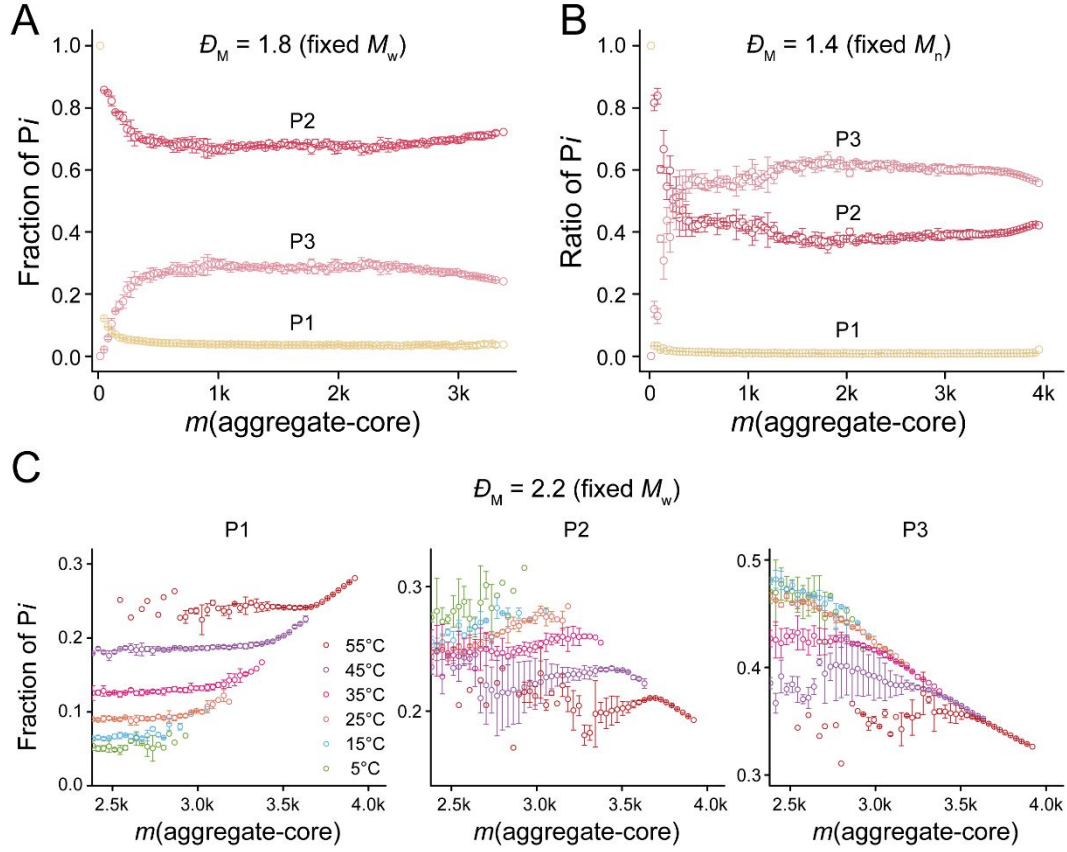 A
Đ_M = 1.8 (fixed M_w)
Fraction of Pi
1.0
0.8
0.6
0.4
0.2
0.0
P2
P3
P1
0
1k
2k
3k
m(aggregate-core)
B
Đ_M = 1.4 (fixed M_n)
Ratio of Pi
1.0
0.8
0.6
0.4
0.2
0.0
P3
P2
P1
0
1k
2k
3k
4k
m(aggregate-core)
C
Đ_M = 2.2 (fixed M_w)
P1
Fraction of Pi
0.3
0.2
0.1
0.0
55°C
45°C
35°C
25°C
15°C
5°C
2.5k
3.0k
3.5k
4.0k
m(aggregate-core)
P2
0.3
0.2
2.5k
3.0k
3.5k
4.0k
m(aggregate-core)
P3
0.5
0.4
0.3
2.5k
3.0k
3.5k
4.0k
m(aggregate-core)